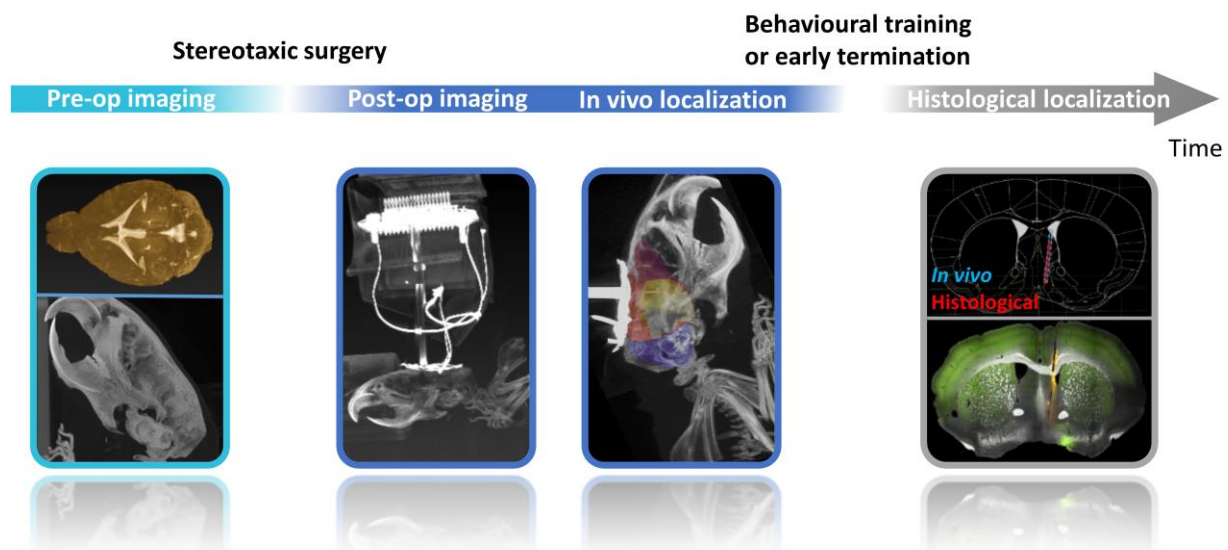 Stereotaxic surgery
Behavioural training
or early termination
Pre-op imaging
Post-op imaging
In vivo localization
Histological localization
Time
In vivo
Histological